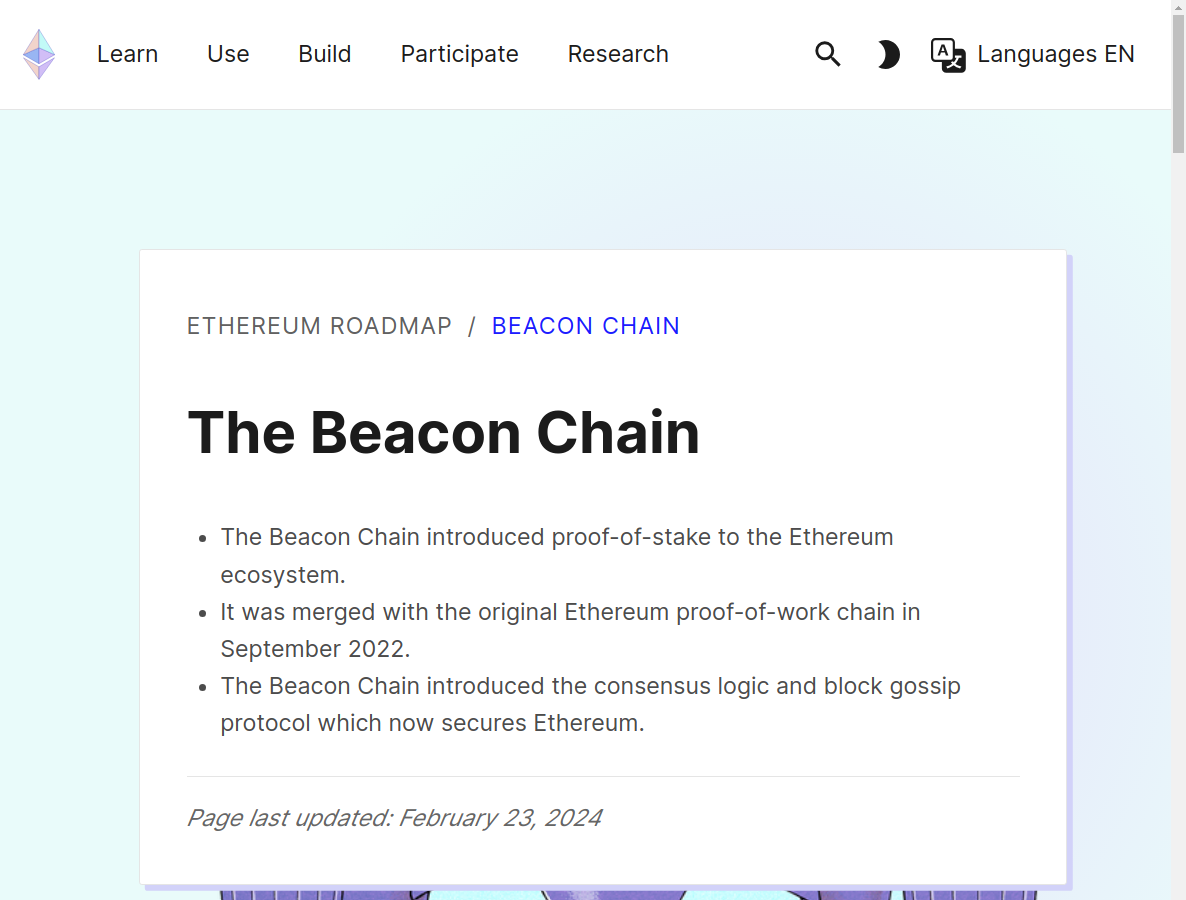 Learn Use Build Participate Research Languages EN
ETHEREUM ROADMAP / BEACON CHAIN
The Beacon Chain
• The Beacon Chain introduced proof-of-stake to the Ethereum
ecosystem.
• It was merged with the original Ethereum proof-of-work chain in
September 2022.
• The Beacon Chain introduced the consensus logic and block gossip
protocol which now secures Ethereum.
Page last updated: February 23, 2024